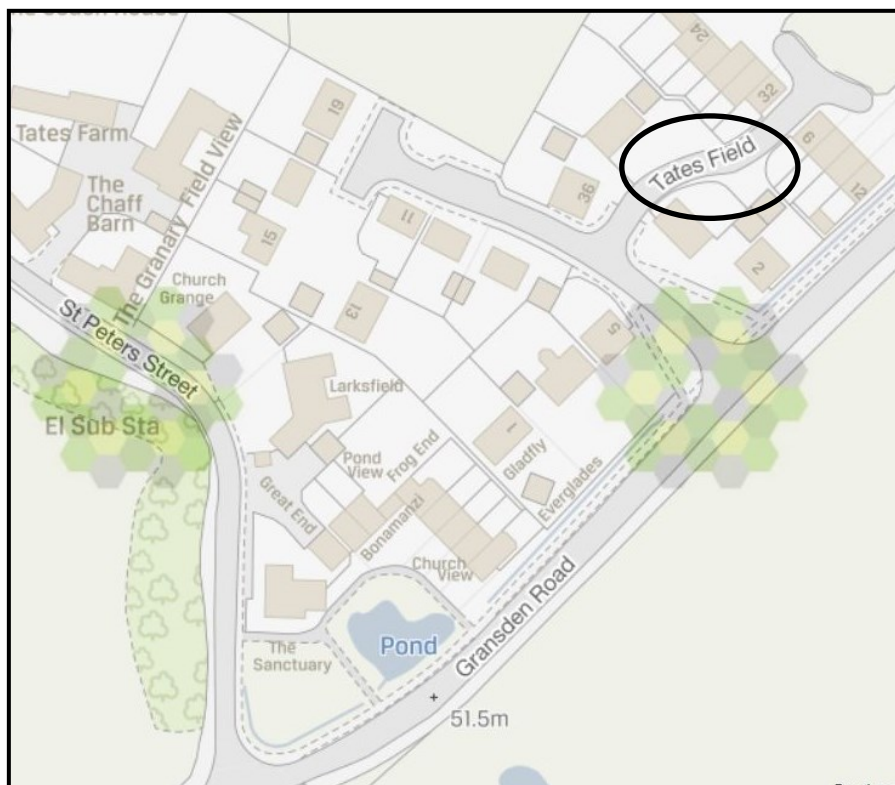 24
32
19
Tates Farm
6
Tates Field
The
Chaff
Barn
The Granary
Field View
36
12
11
15
2
Church
Grange
13
5
St Peters Street
Larksfield
El Sub Sta
1
Pond
View
Frog End
Gladfly
Great End
Bonamanzi
Everglades
Church
View
Gransden Road
The
Sanctuary
Pond
51.5m